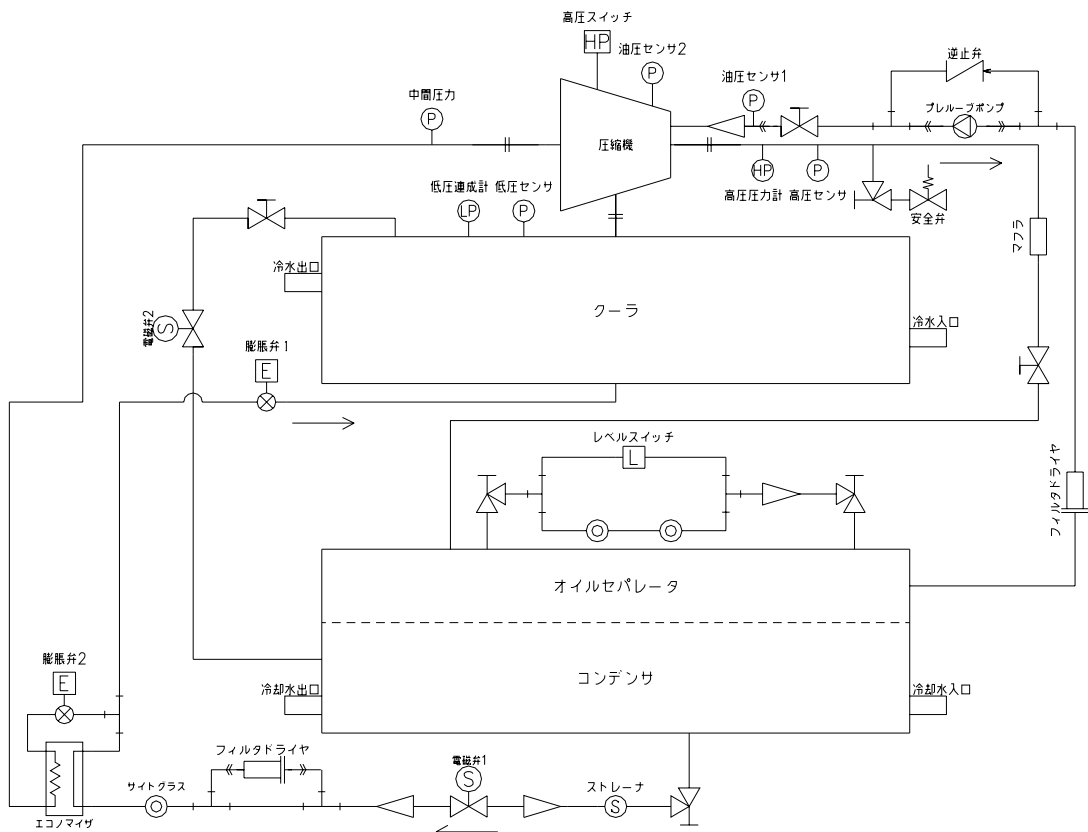 高圧スイッチ
HP
油圧センサ2
P
油圧センサ1
P
逆止弁
プレルーブポンプ
中間圧力
P
圧縮機
HP
P
高圧圧力計
高圧センサ
安全弁
低圧連成計
低圧センサ
LP
P
マフラ
冷水出口
クーラ
冷水入口
電磁弁2
S
膨脹弁1
E
レベルスイッチ
L
フィルタドライヤ
オイルセパレータ
コンデンサ
膨脹弁2
E
冷却水出口
冷却水入口
フィルタドライヤ
電磁弁1
S
ストレーナ
S
サイトグラス
エコノマイザ